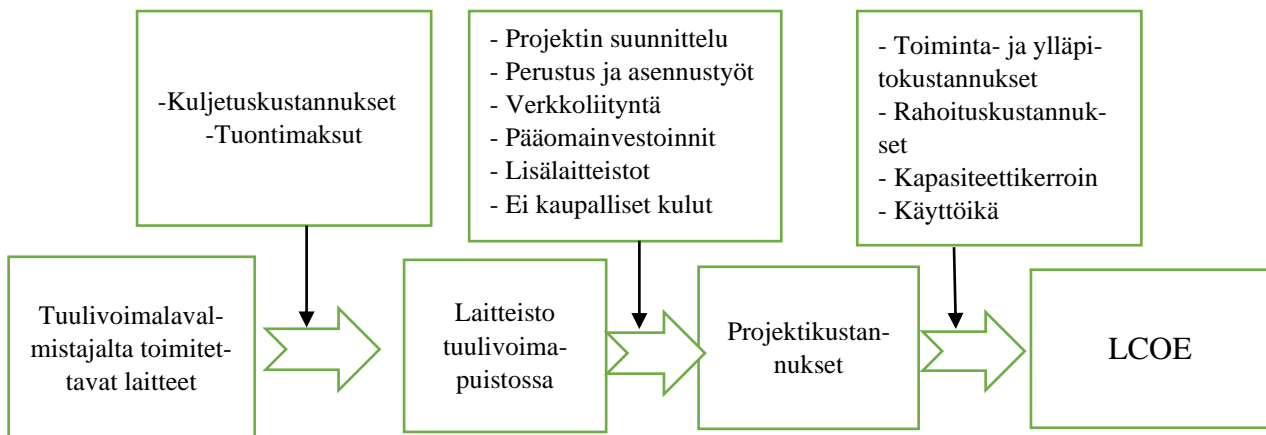 -Kuljetuskustannukset
-Tuontimaksut
- Projektin suunnittelu
- Perustus ja asennustyöt
- Verkkoliityntä
- Pääomainvestoinnit
- Lisälaitteistot
- Ei kaupalliset kulut
- Toiminta- ja ylläpi-
tokustannukset
- Rahoituskustannuk-
set
- Kapasiteettikerroin
- Käyttöikä
Tuulivoimalaval-
mistajalta toimitet-
tavat laitteet
Laitteisto
tuulivoima-
puistossa
Projektikustan-
nukset
LCOE